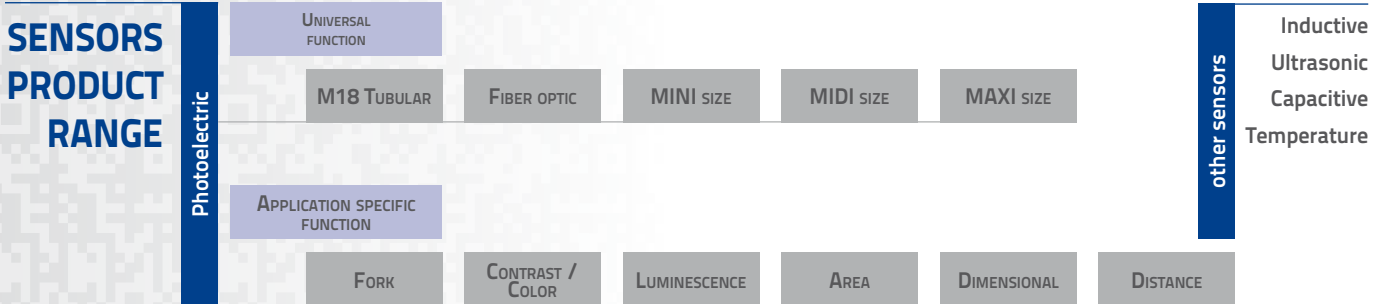 SENSORS
PRODUCT
RANGE
Photoelectric
UNIVERSAL
FUNCTION
M18 TUBULAR
FIBER OPTIC
MINI SIZE
MIDI SIZE
MAXI SIZE
APPLICATION SPECIFIC
FUNCTION
FORK
CONTRAST /
COLOR
LUMINESCENCE
AREA
DIMENSIONAL
DISTANCE
other sensors
Inductive
Ultrasonic
Capacitive
Temperature